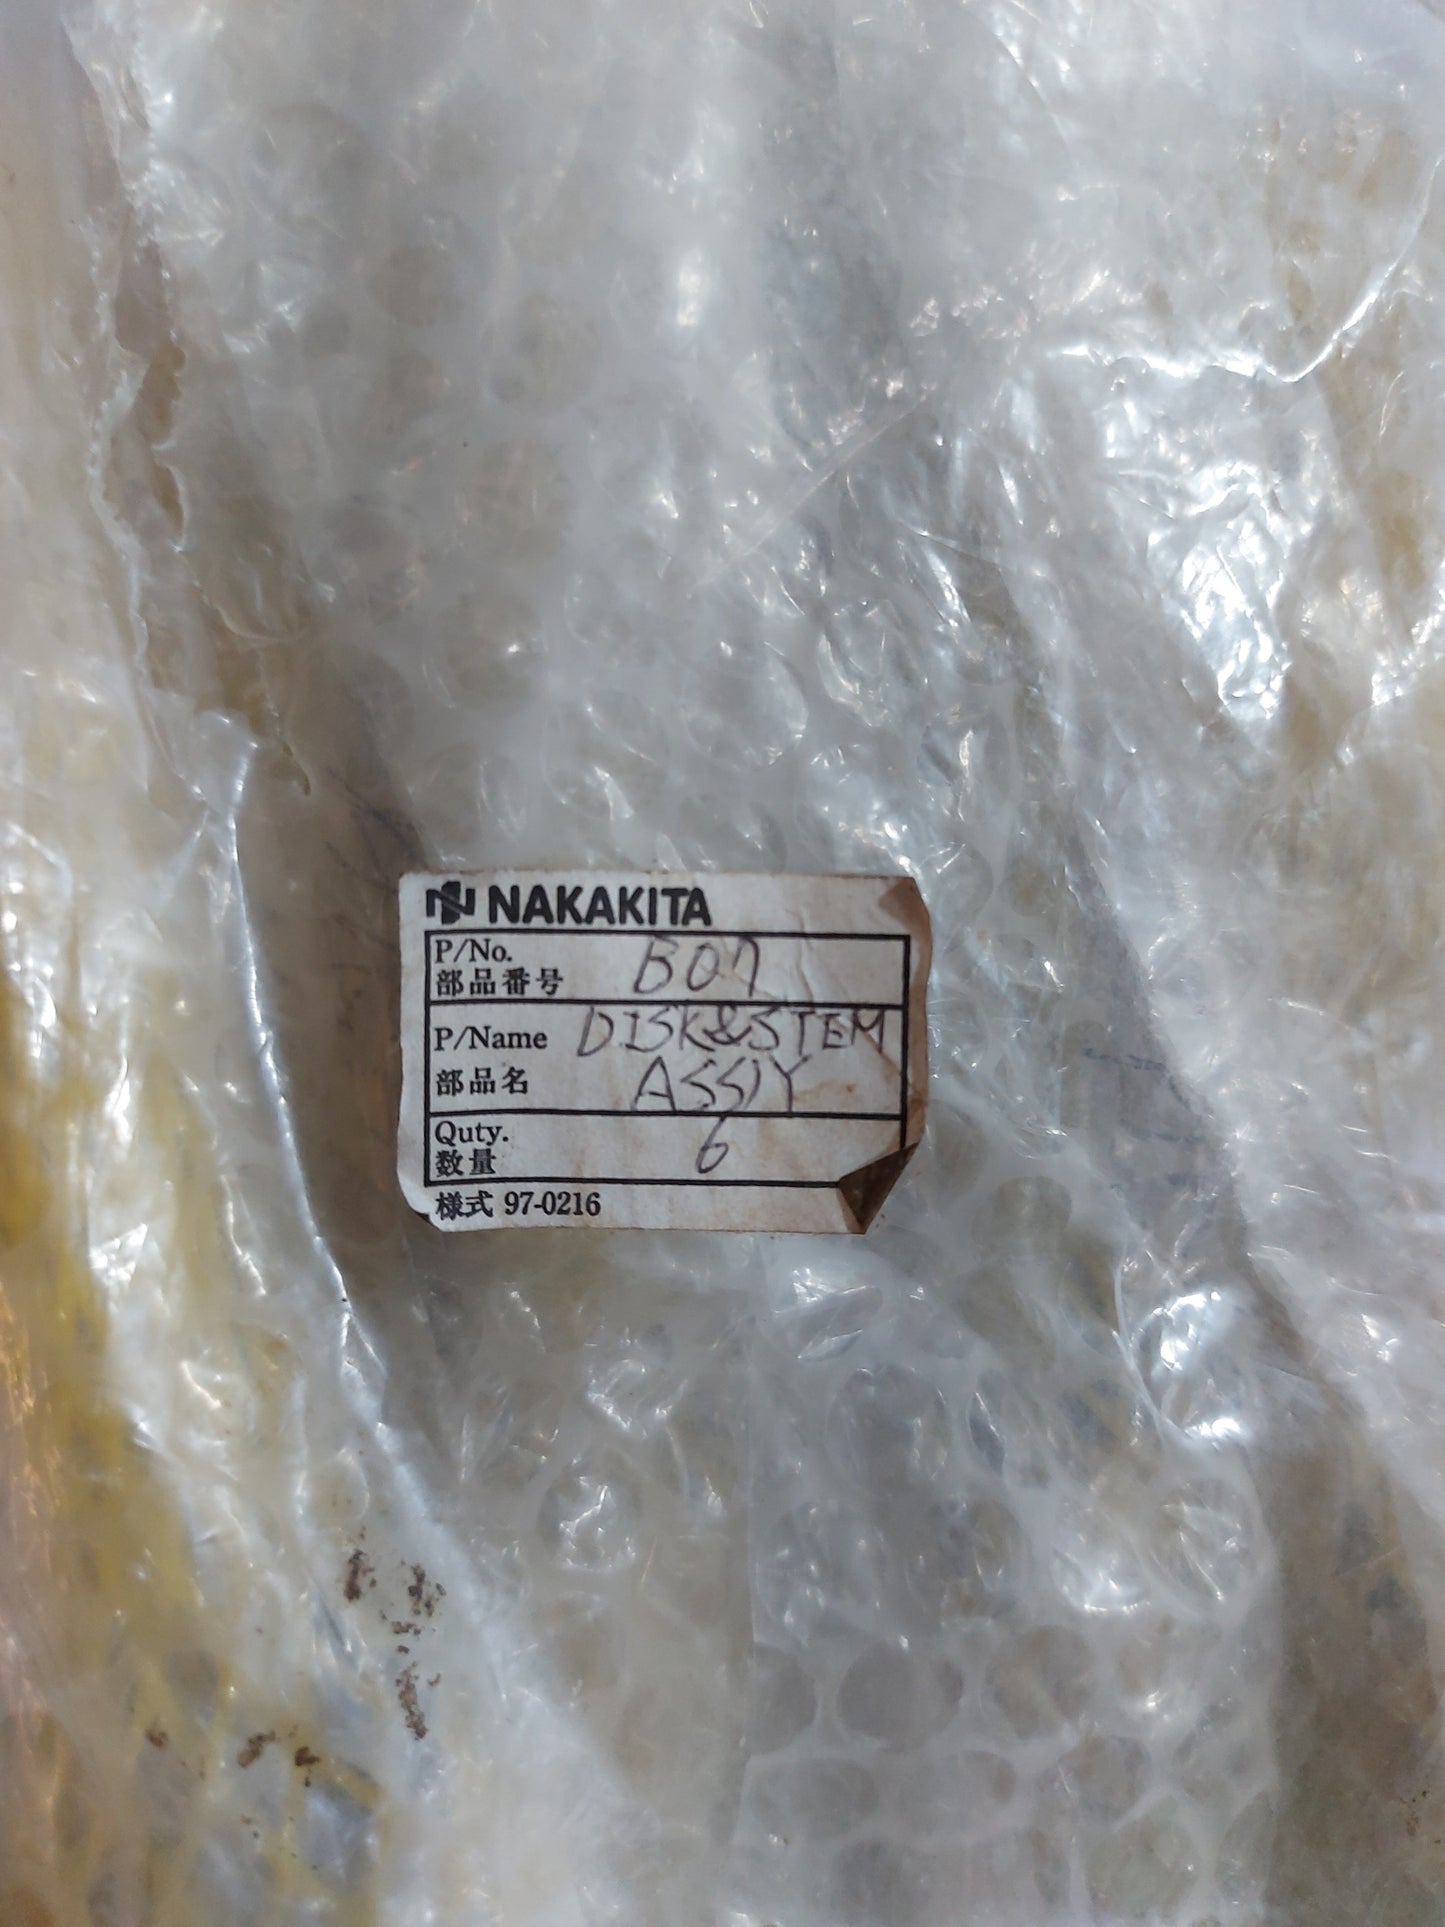 NAKAKITA
P/No. B07
部品番号
P/Name DISK&STEM
部品名 ASS'Y
Quty. 6
数量
様式 97-0216